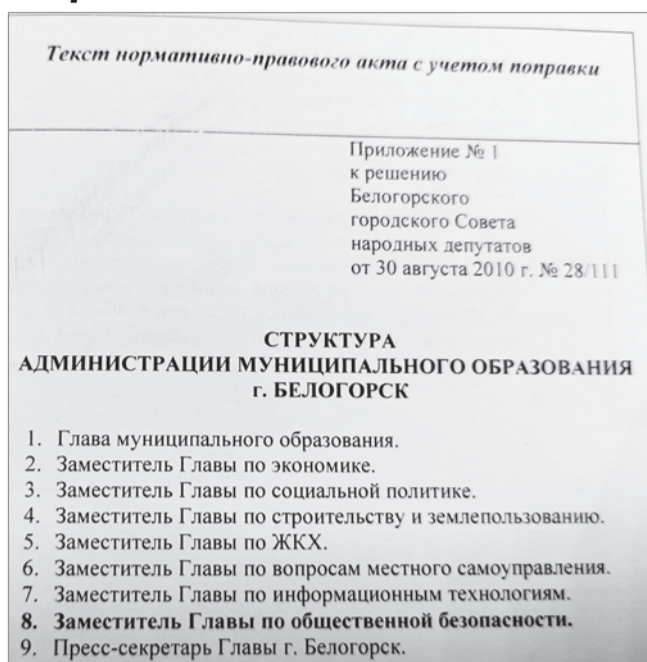 Текст нормативно-правового акта с учетом поправки
Приложение № 1
к решению
Белогорского
городского Совета
народных депутатов
от 30 августа 2010 г. № 28/111
СТРУКТУРА
АДМИНИСТРАЦИИ МУНИЦИПАЛЬНОГО ОБРАЗОВАНИЯ
г. БЕЛОГОРСК
1. Глава муниципального образования.
2. Заместитель Главы по экономике.
3. Заместитель Главы по социальной политике.
4. Заместитель Главы по строительству и землепользованию.
5. Заместитель Главы по ЖКХ.
6. Заместитель Главы по вопросам местного самоуправления.
7. Заместитель Главы по информационным технологиям.
8. Заместитель Главы по общественной безопасности.
9. Пресс-секретарь Главы г. Белогорск.